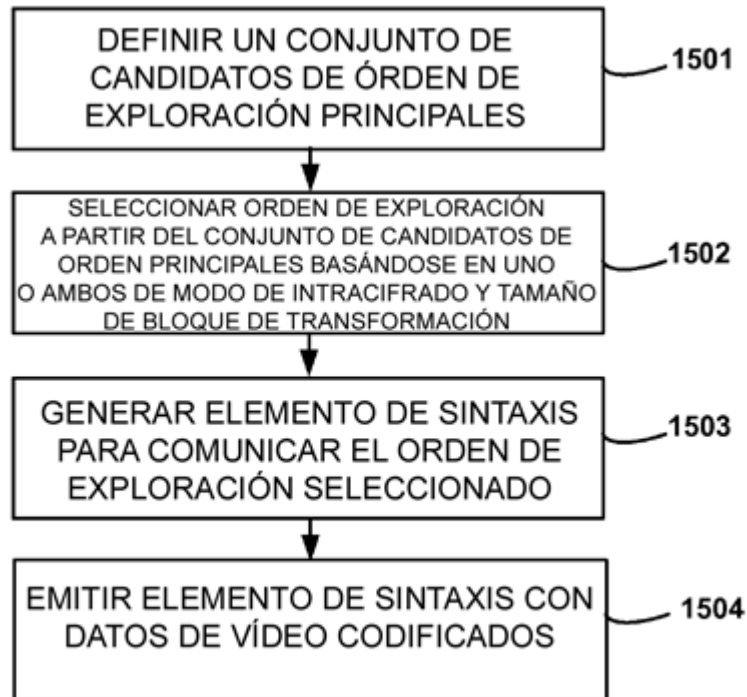 DEFINIR UN CONJUNTO DE
CANDIDATOS DE ÓRDEN DE
EXPLORACIÓN PRINCIPALES
1501
SELECCIONAR ORDEN DE EXPLORACIÓN
A PARTIR DEL CONJUNTO DE CANDIDATOS DE
ORDEN PRINCIPALES BASÁNDOSE EN UNO
O AMBOS DE MODO DE INTRACIFRADO Y TAMAÑO
DE BLOQUE DE TRANSFORMACIÓN
1502
GENERAR ELEMENTO DE SINTAXIS
PARA COMUNICAR EL ORDEN DE
EXPLORACIÓN SELECCIONADO
1503
EMITIR ELEMENTO DE SINTAXIS CON
DATOS DE VÍDEO CODIFICADOS
1504